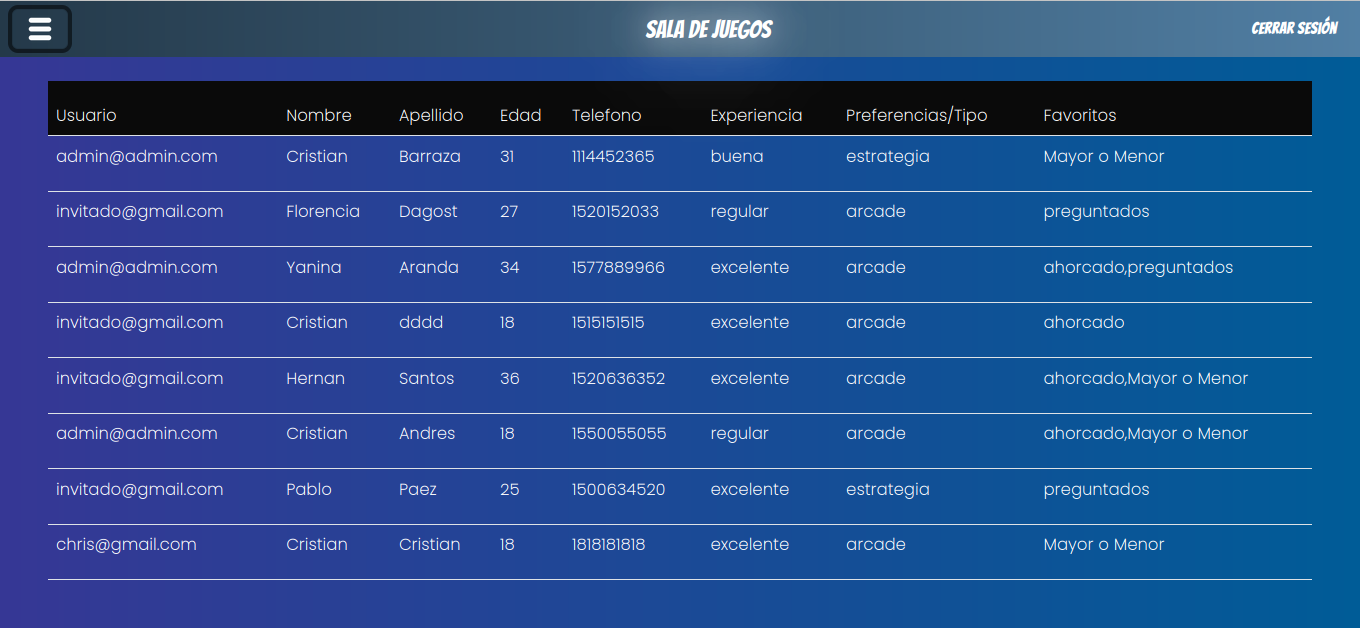 SALA DE JUEGOS
CERRAR SESIÓN
Usuario Nombre Apellido Edad Telefono Experiencia Preferencias/Tipo Favoritos
admin@admin.com Cristian Barraza 31 1114452365 buena estrategia Mayor o Menor
invitado@gmail.com Florencia Dagost 27 1520152033 regular arcade preguntados
admin@admin.com Yanina Aranda 34 1577889966 excelente arcade ahorcado,preguntados
invitado@gmail.com Cristian dddd 18 1515151515 excelente arcade ahorcado
invitado@gmail.com Hernan Santos 36 1520636352 excelente arcade ahorcado,Mayor o Menor
admin@admin.com Cristian Andres 18 1550055055 regular arcade ahorcado,Mayor o Menor
invitado@gmail.com Pablo Paez 25 1500634520 excelente estrategia preguntados
chris@gmail.com Cristian Cristian 18 1818181818 excelente arcade Mayor o Menor